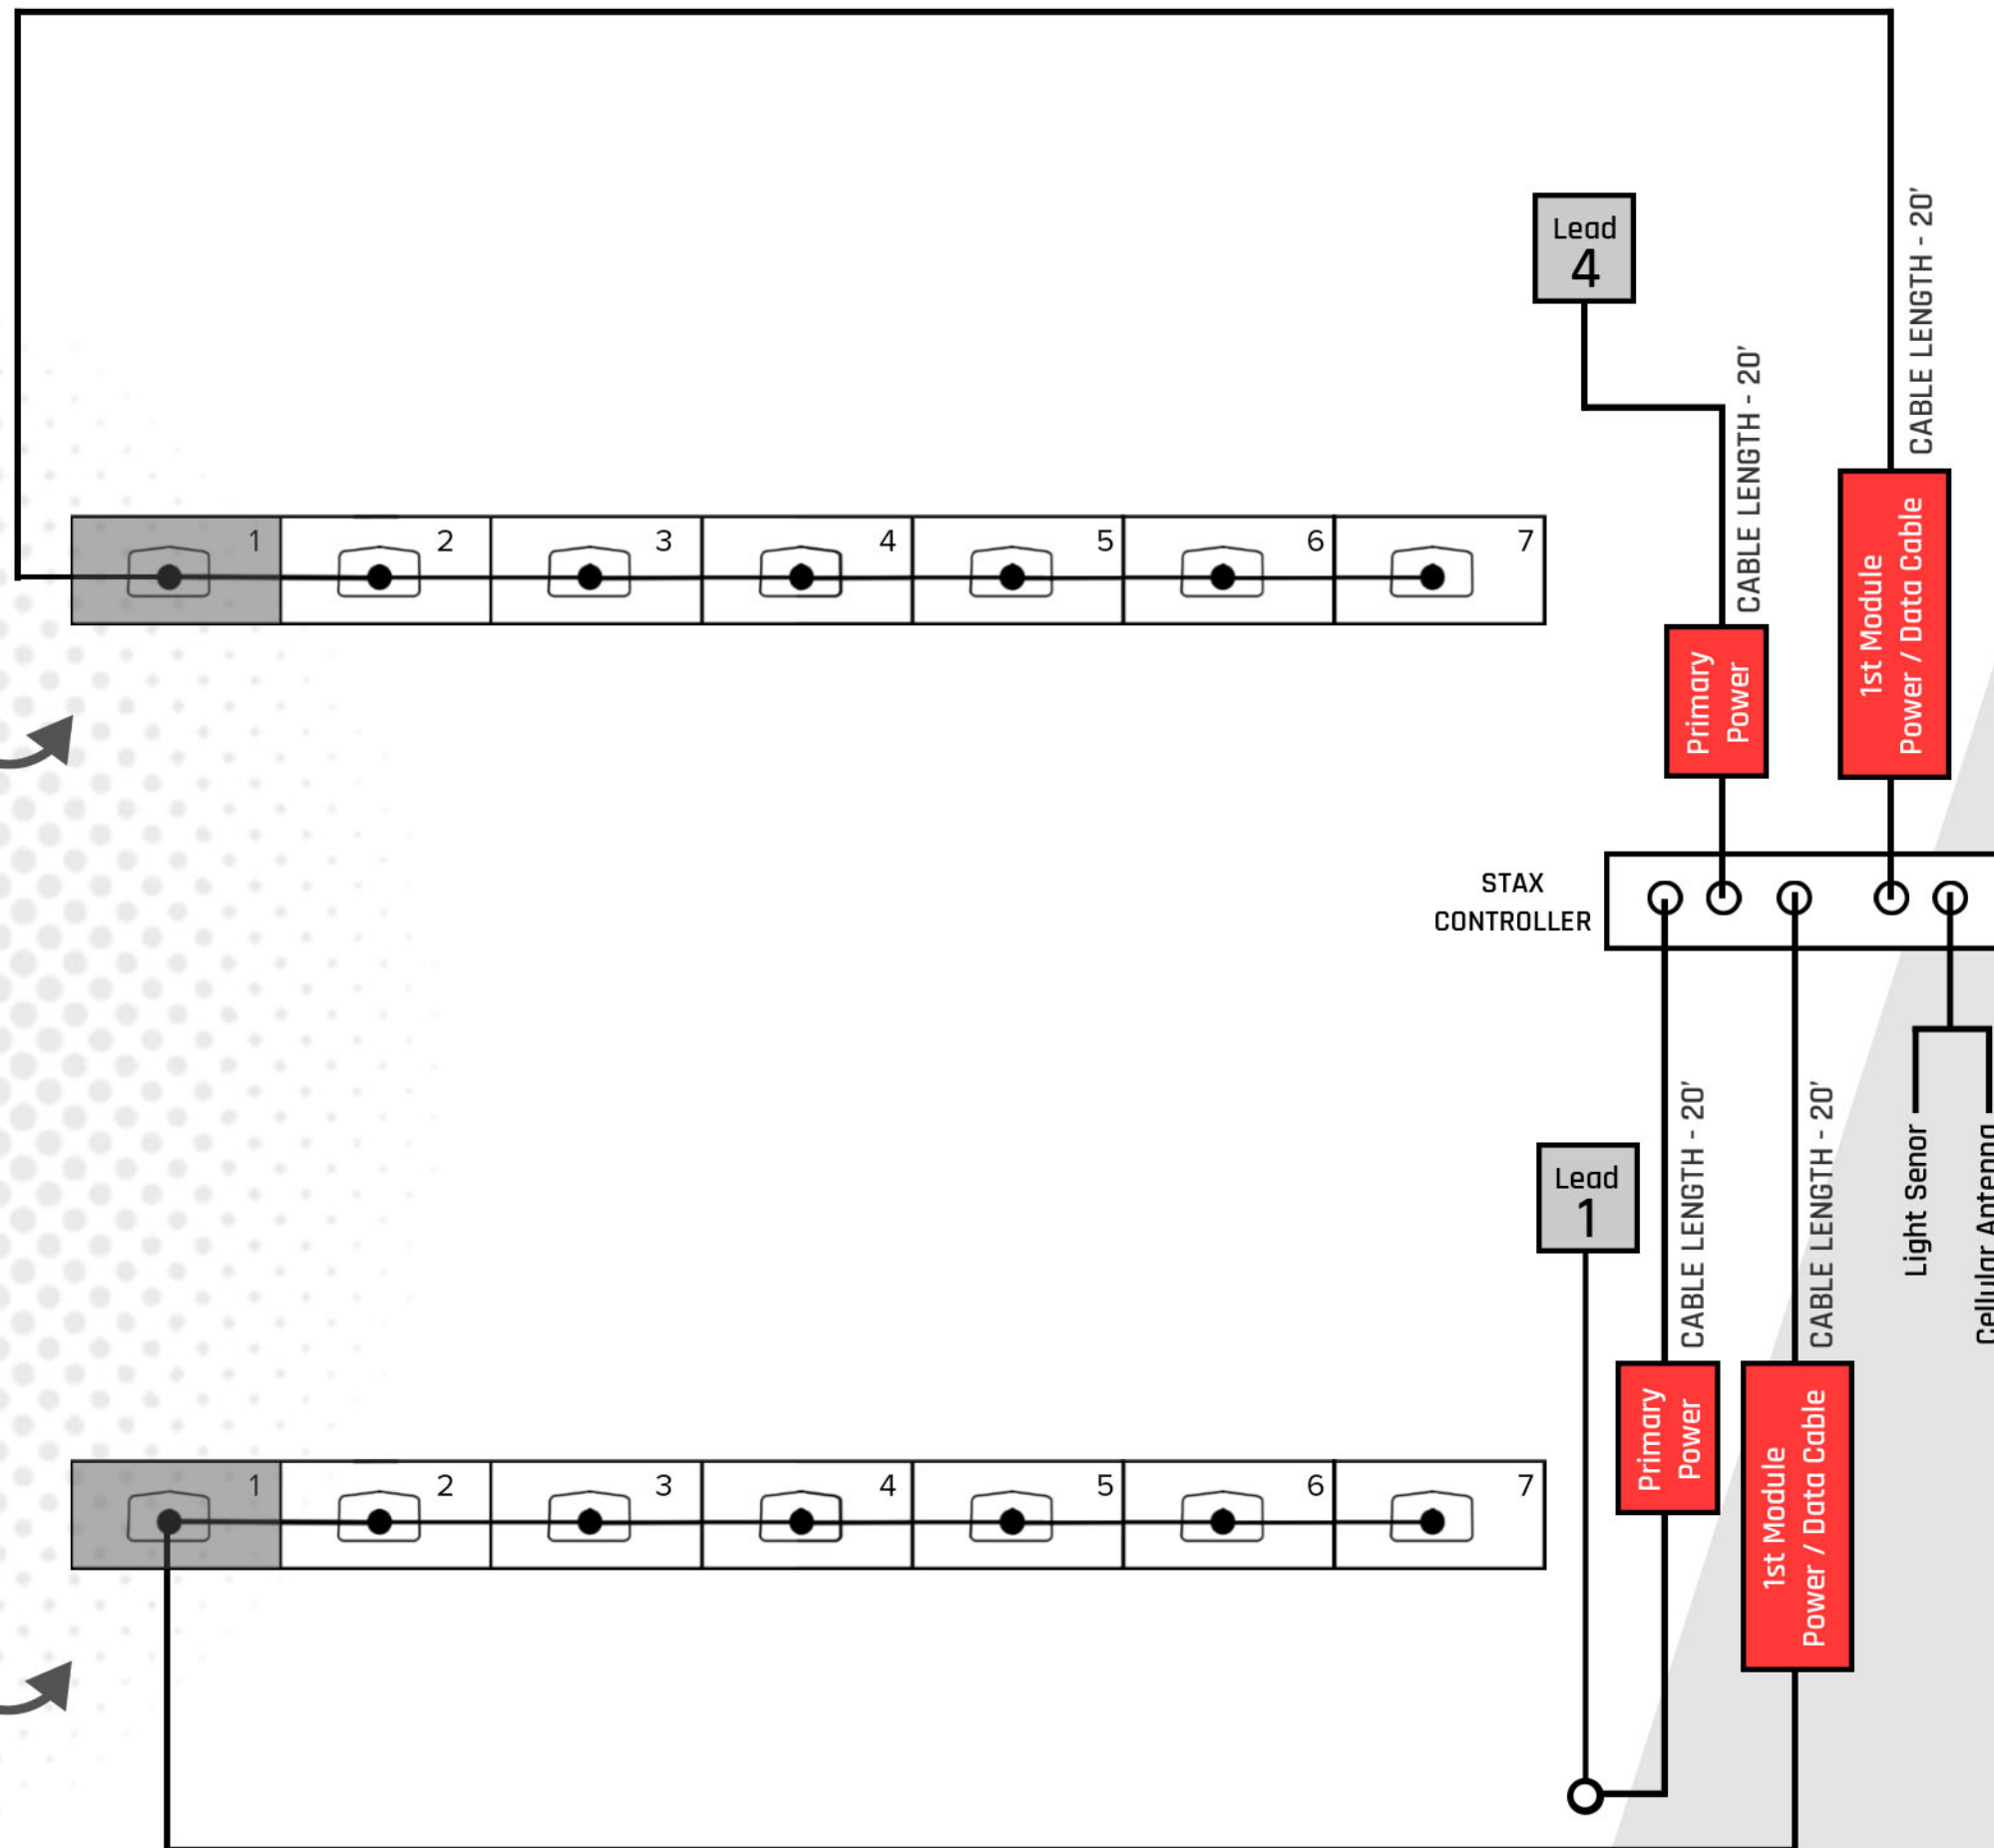 Lead
4
CABLE LENGTH - 20'
CABLE LENGTH - 20'
1 2 3 4 5 6 7
Primary
Power
1st Module
Power / Data Cable
STAX
CONTROLLER
Lead
1
CABLE LENGTH - 20'
CABLE LENGTH - 20'
Light Senor
Cellular Antenna
Primary
Power
1st Module
Power / Data Cable
1 2 3 4 5 6 7